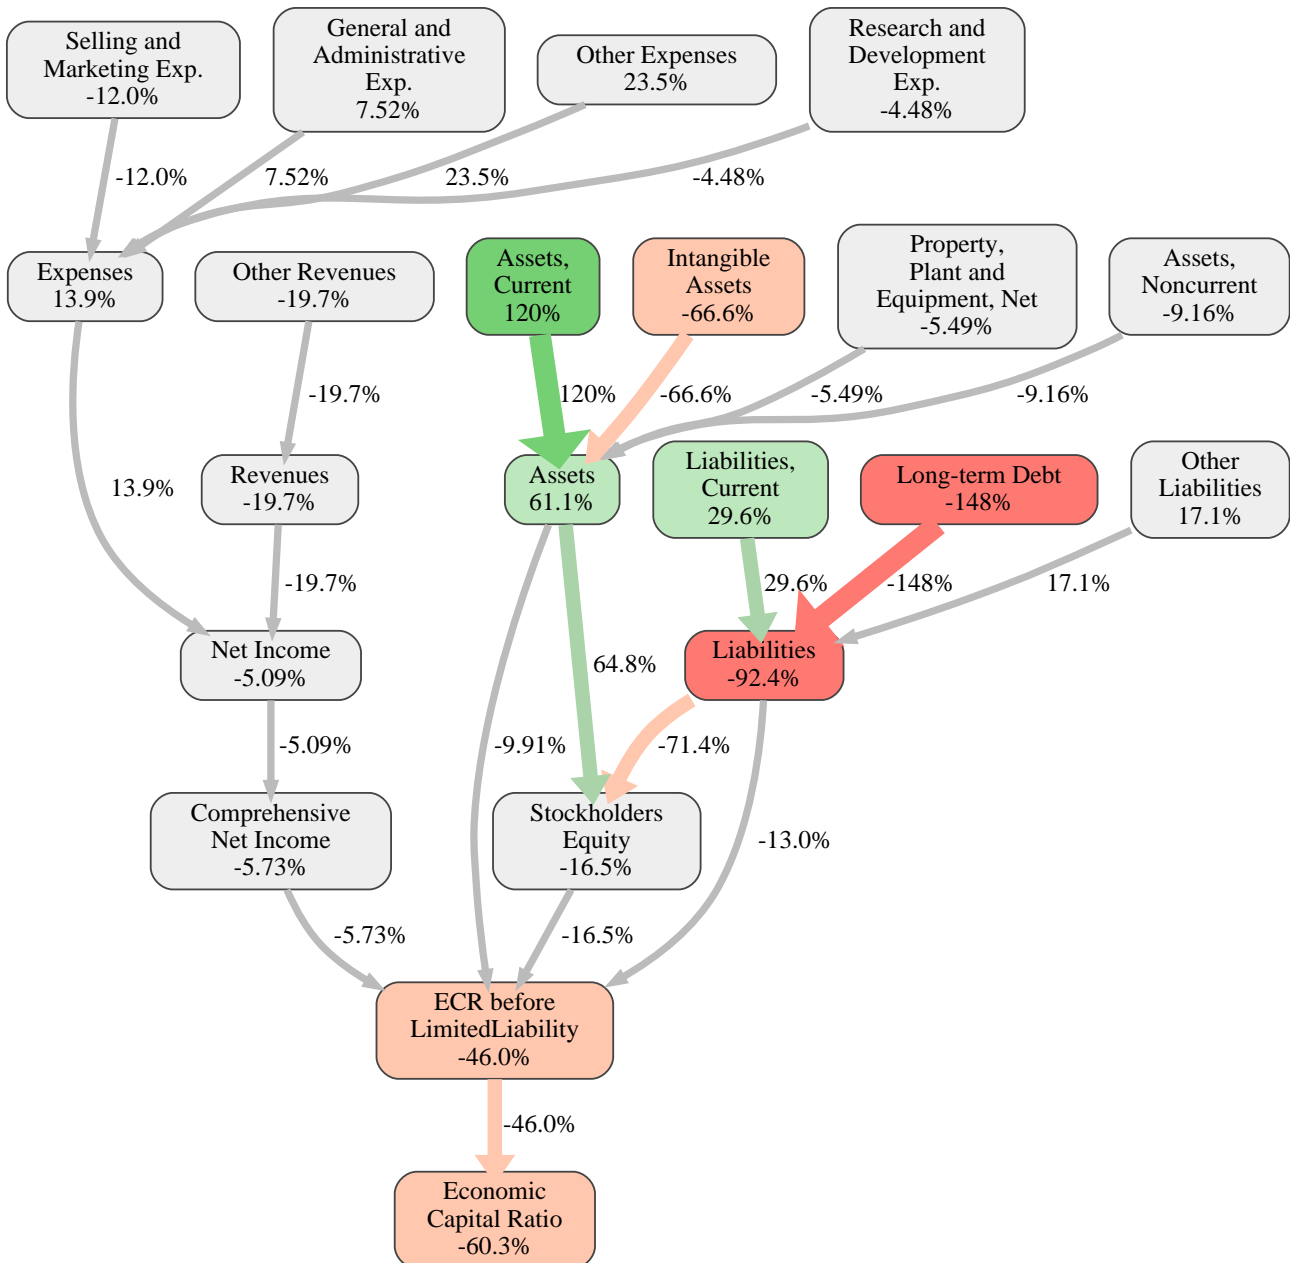 Selling and
Marketing Exp.
-12.0%
General and
Administrative
Exp.
7.52%
Other Expenses
23.5%
Research and
Development
Exp.
-4.48%
-12.0%
7.52%
23.5%
-4.48%
Expenses
13.9%
Other Revenues
-19.7%
Assets,
Current
120%
Intangible
Assets
-66.6%
Property,
Plant and
Equipment, Net
-5.49%
Assets,
Noncurrent
-9.16%
-19.7%
120%
-66.6%
-5.49%
-9.16%
13.9%
Revenues
-19.7%
Assets
61.1%
Liabilities,
Current
29.6%
Long-term Debt
-148%
Other
Liabilities
17.1%
-19.7%
29.6%
-148%
17.1%
Net Income
-5.09%
64.8%
Liabilities
-92.4%
-5.09%
-9.91%
-71.4%
Comprehensive
Net Income
-5.73%
Stockholders
Equity
-16.5%
-13.0%
-5.73%
-16.5%
ECR before
LimitedLiability
-46.0%
-46.0%
Economic
Capital Ratio
-60.3%